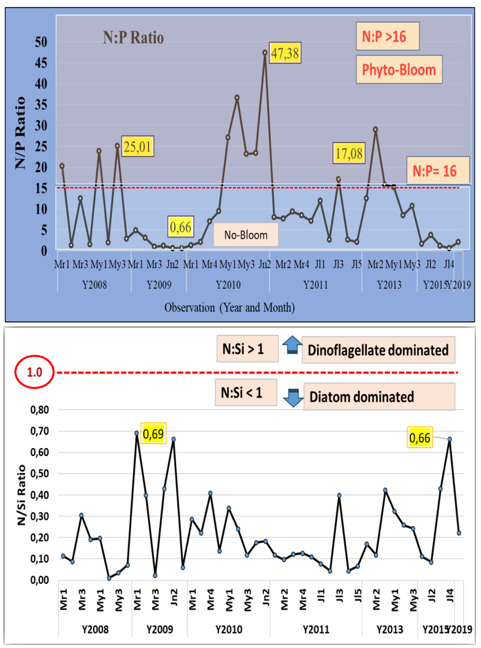 N:P Ratio
N:P >16
Phyto-Bloom
47,38
25,01
17,08
N:P= 16
0,66
No-Bloom
N/P Ratio
50
45
40
35
30
25
20
15
10
5
0
Mr1 Mr3 My1 My3 Mr1 Mr3 Jn2 Mr1 Mr4 My1 My3 Jn2 Mr2 Mr4 Jl1 Jl3 Jl5 Mr2 My1 My3 Jl2 Jl4
Y2008 Y2009 Y2010 Y2011 Y2013 Y2015 Y2019
Observation (Year and Month)
N:Si > 1 Dinoflagellate dominated
1.0
N:Si < 1 Diatom dominated
0,69
0,66
N/Si Ratio
0,80
0,70
0,60
0,50
0,40
0,30
0,20
0,10
0,00
Mr1 Mr3 My1 My3 Mr1 Mr3 Jn2 Mr1 Mr4 My1 My3 Jn2 Mr2 Mr4 Jl1 Jl3 Jl5 Mr2 My1 My3 Jl2 Jl4
Y2008 Y2009 Y2010 Y2011 Y2013 Y2015 Y2019